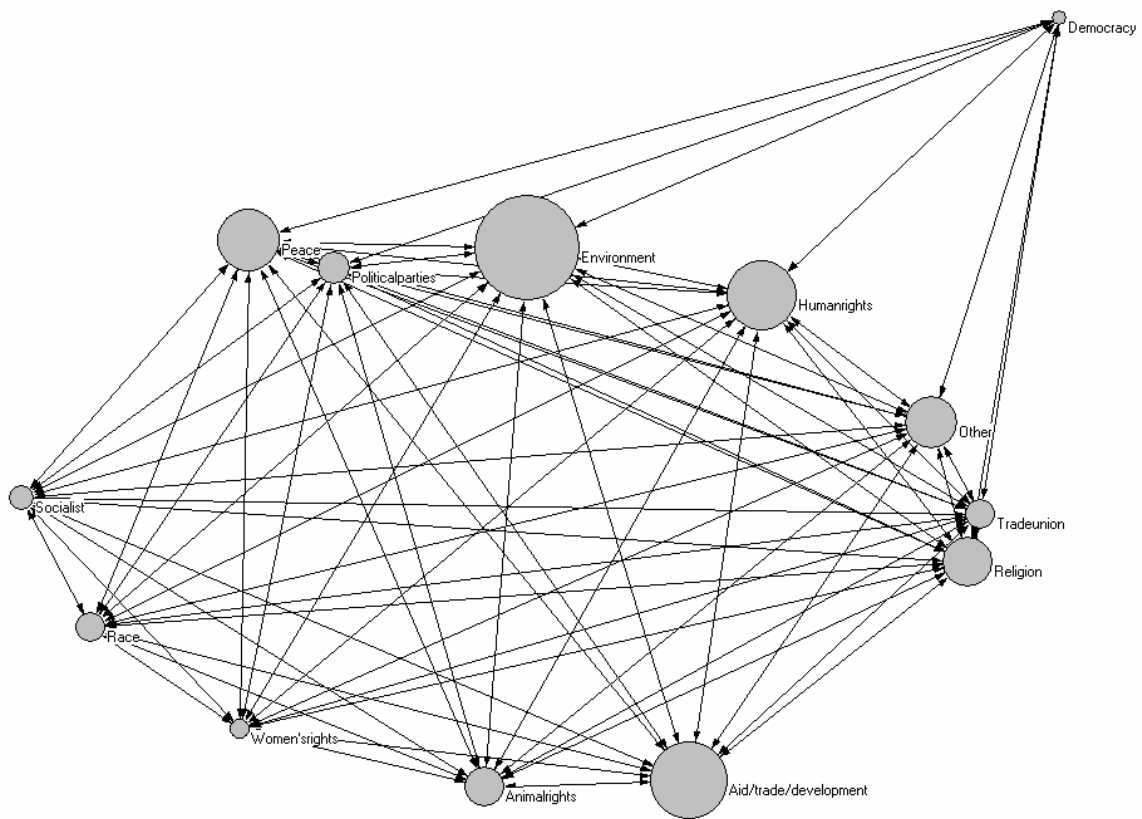 Democracy
Peace
Environment
Politicalparties
Humanrights
Other
Socialist
Tradeunion
Religion
Race
Women'srights
Aid/trade/development
Animalrights